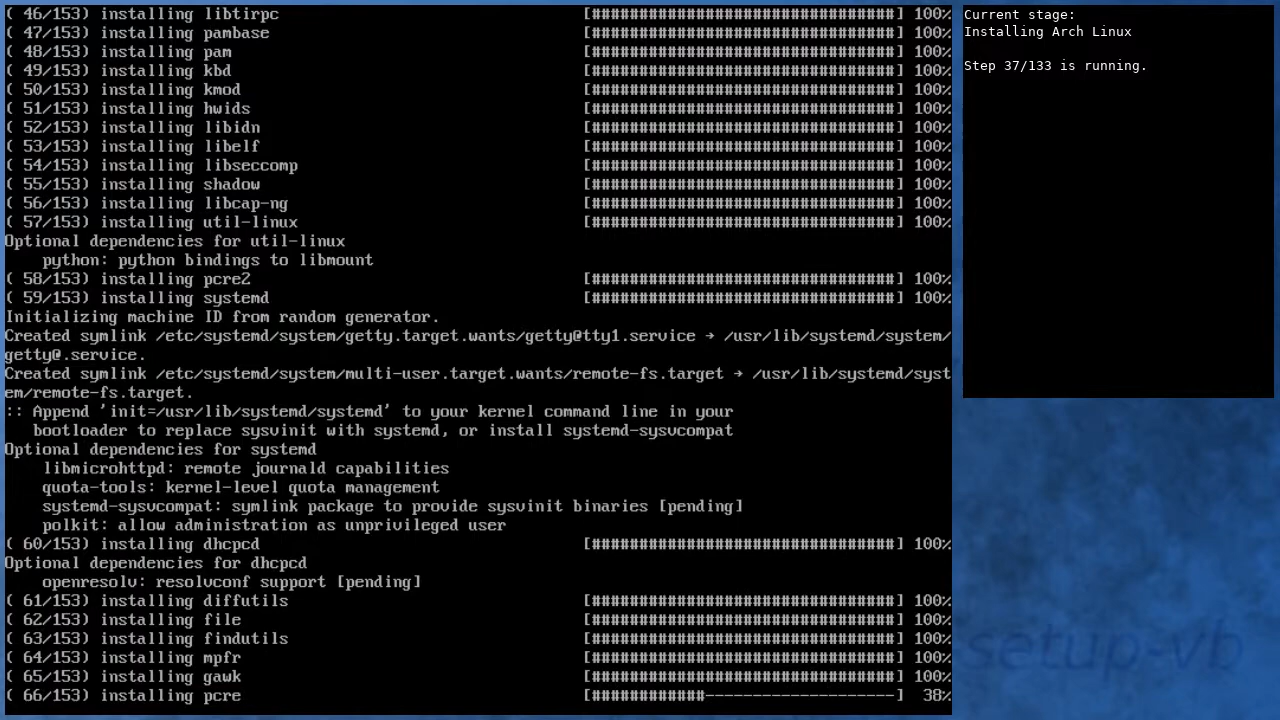 ( 46/153) installing libtirpc [################################] 100%
( 47/153) installing pambase [################################] 100%
( 48/153) installing pam [################################] 100%
( 49/153) installing kbd [################################] 100%
( 50/153) installing kmod [################################] 100%
( 51/153) installing hwids [################################] 100%
( 52/153) installing libidn [################################] 100%
( 53/153) installing libelf [################################] 100%
( 54/153) installing libseccomp [################################] 100%
( 55/153) installing shadow [################################] 100%
( 56/153) installing libcap-ng [################################] 100%
( 57/153) installing util-linux [################################] 100%
Optional dependencies for util-linux
    python: python bindings to libmount
( 58/153) installing pcre2 [################################] 100%
( 59/153) installing systemd [################################] 100%
Initializing machine ID from random generator.
Created symlink /etc/systemd/system/getty.target.wants/getty@tty1.service → /usr/lib/systemd/system/
getty@.service.
Created symlink /etc/systemd/system/multi-user.target.wants/remote-fs.target → /usr/lib/systemd/syst
em/remote-fs.target.
:: Append 'init=/usr/lib/systemd/systemd' to your kernel command line in your
   bootloader to replace sysvinit with systemd, or install systemd-sysvcompat
Optional dependencies for systemd
    libmicrohttpd: remote journald capabilities
    quota-tools: kernel-level quota management
    systemd-sysvcompat: symlink package to provide sysvinit binaries [pending]
    polkit: allow administration as unprivileged user
( 60/153) installing dhcpcd [################################] 100%
Optional dependencies for dhcpcd
    openresolv: resolvconf support [pending]
( 61/153) installing diffutils [################################] 100%
( 62/153) installing file [################################] 100%
( 63/153) installing findutils [################################] 100%
( 64/153) installing mpfr [################################] 100%
( 65/153) installing gawk [################################] 100%
( 66/153) installing pcre [############--------------------] 38%
Current stage:
Installing Arch Linux
Step 37/133 is running.
setup-vb